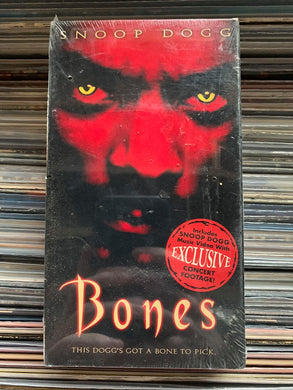 SNOOP DOGG
Includes
SNOOP DOGG
Music Video With
EXCLUSIVE
CONCERT
FOOTAGE!
Bones
THIS DOGG'S GOT A BONE TO PICK.